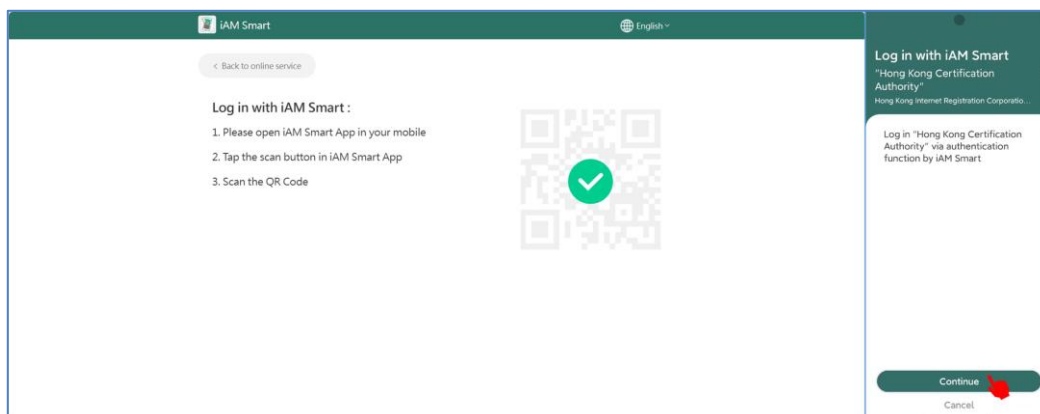 iAM Smart
English
< Back to online service
Log in with iAM Smart :
1. Please open iAM Smart App in your mobile
2. Tap the scan button in iAM Smart App
3. Scan the QR Code
Log in with iAM Smart
"Hong Kong Certification
Authority"
Hong Kong Internet Registration Corporatio...
Log in "Hong Kong Certification
Authority" via authentication
function by iAM Smart
Continue
Cancel